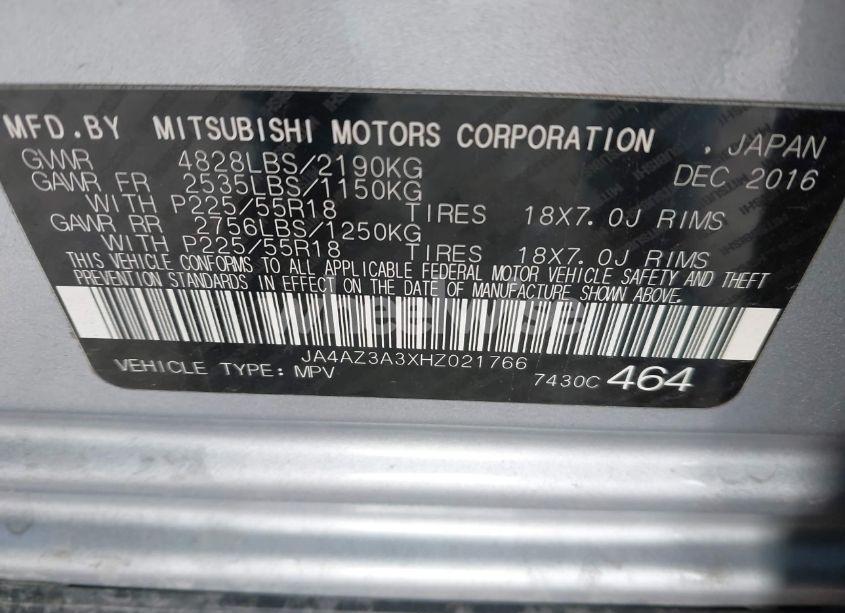 MFD.BY MITSUBISHI MOTORS CORPORATION , JAPAN
GVWR 4828LBS/2190KG DEC 2016
GAWR FR 2535LBS/1150KG
WITH P225/55R18 TIRES 18X7.0J RIMS
GAWR RR 2756LBS/1250KG
WITH P225/55R18 TIRES 18X7.0J RIMS
THIS VEHICLE CONFORMS TO ALL APPLICABLE FEDERAL MOTOR VEHICLE SAFETY AND THEFT
PREVENTION STANDARDS IN EFFECT ON THE DATE OF MANUFACTURE SHOWN ABOVE.
wheelwise
JA4AZ3A3XHZ021766
VEHICLE TYPE: MPV 7430C 464